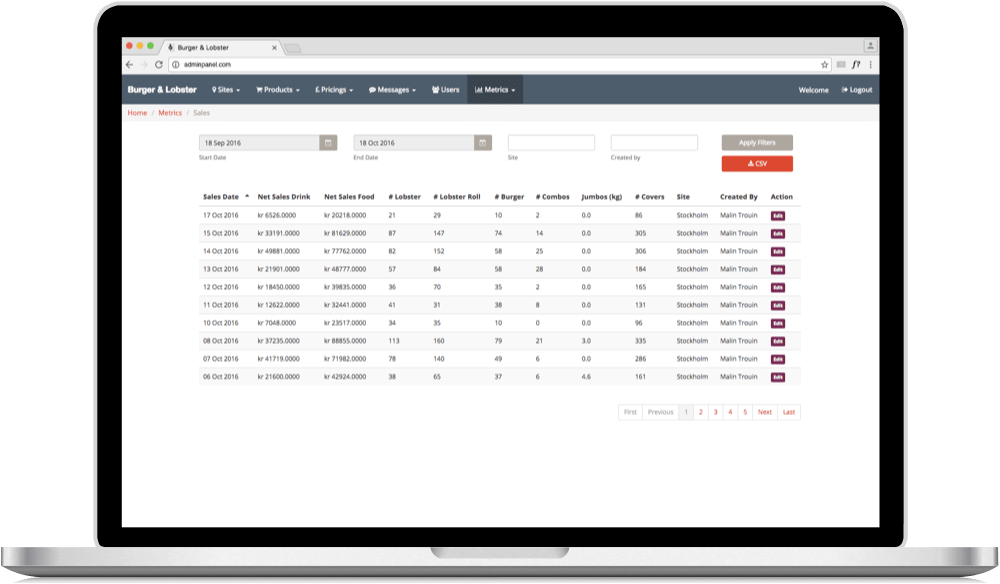 Burger & Lobster
adminpanel.com
f?
Burger & Lobster Sites Products £ Pricings Messages Users Metrics Welcome Logout
Home / Metrics / Sales
18 Sep 2016 18 Oct 2016 Apply Filters
Start Date End Date Site Created by
CSV
Sales Date Net Sales Drink Net Sales Food # Lobster # Lobster Roll # Burger # Combos Jumbos (kg) # Covers Site Created By Action
17 Oct 2016 kr 6526.0000 kr 20218.0000 21 29 10 2 0.0 86 Stockholm Malin Trouin Edit
15 Oct 2016 kr 33191.0000 kr 81629.0000 87 147 74 14 0.0 305 Stockholm Malin Trouin Edit
14 Oct 2016 kr 49881.0000 kr 77762.0000 82 152 58 25 0.0 306 Stockholm Malin Trouin Edit
13 Oct 2016 kr 21901.0000 kr 48777.0000 57 84 58 28 0.0 184 Stockholm Malin Trouin Edit
12 Oct 2016 kr 18450.0000 kr 39835.0000 36 70 35 2 0.0 165 Stockholm Malin Trouin Edit
11 Oct 2016 kr 12622.0000 kr 32441.0000 41 31 38 8 0.0 131 Stockholm Malin Trouin Edit
10 Oct 2016 kr 7048.0000 kr 23517.0000 34 35 10 0 0.0 96 Stockholm Malin Trouin Edit
08 Oct 2016 kr 37235.0000 kr 88855.0000 113 160 79 21 3.0 335 Stockholm Malin Trouin Edit
07 Oct 2016 kr 41719.0000 kr 71982.0000 78 140 49 6 0.0 286 Stockholm Malin Trouin Edit
06 Oct 2016 kr 21600.0000 kr 42924.0000 38 65 37 6 4.6 161 Stockholm Malin Trouin Edit
First Previous 1 2 3 4 5 Next Last